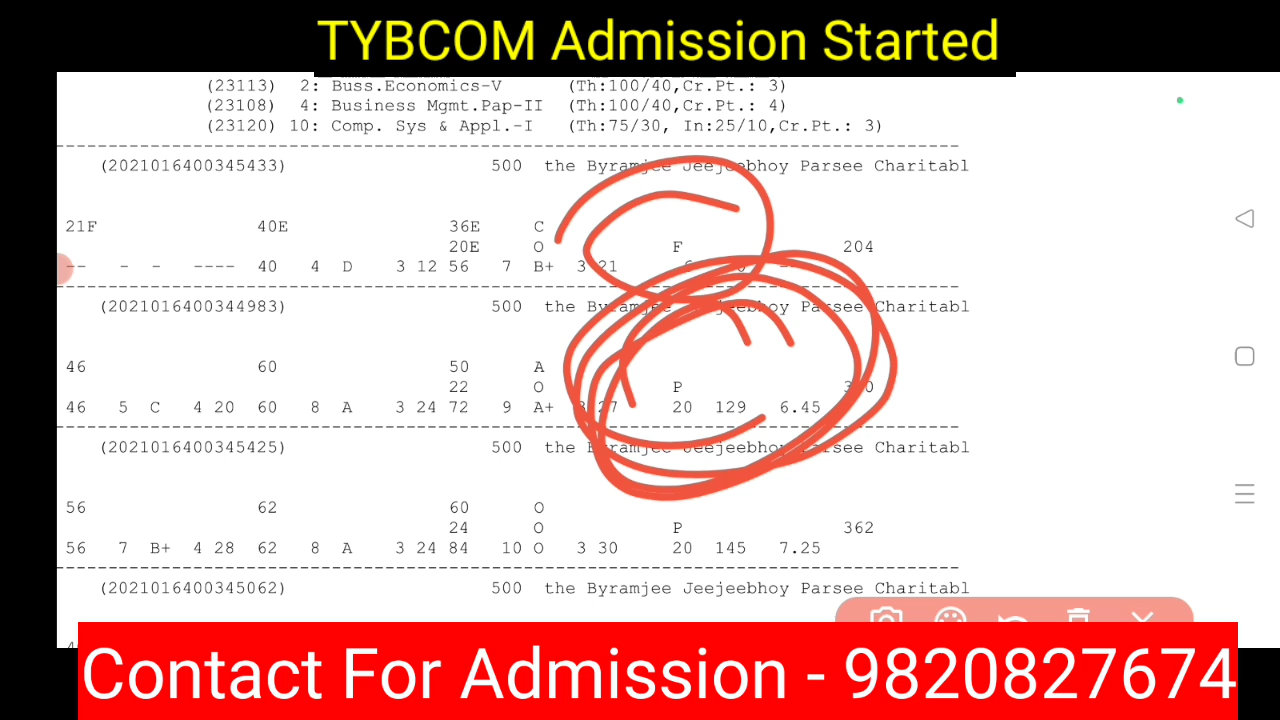 TYBCOM Admission Started
(23113) 2: Buss.Economics-V (Th:100/40,Cr.Pt.: 3)
(23108) 4: Business Mgmt.Pap-II (Th:100/40,Cr.Pt.: 4)
(23120) 10: Comp. Sys & Appl.-I (Th:75/30, In:25/10,Cr.Pt.: 3)
(2021016400345433) 500 the Byramjee Jeejeebhoy Parsee Charitabl
21F 40E 36E C
20E O F 204
-- - - ---- 40 4 D 3 12 56 7 B+ 3 21
(2021016400344983) 500 the Byramjee Jeejeebhoy Parsee Charitabl
46 60 50 A
22 O P
46 5 C 4 20 60 8 A 3 24 72 9 A+ 27 20 129 6.45
(2021016400345425) 500 the Byramjee Jeejeebhoy Parsee Charitabl
56 62 60 O
24 O P 362
56 7 B+ 4 28 62 8 A 3 24 84 10 O 3 30 20 145 7.25
(2021016400345062) 500 the Byramjee Jeejeebhoy Parsee Charitabl
Contact For Admission - 9820827674